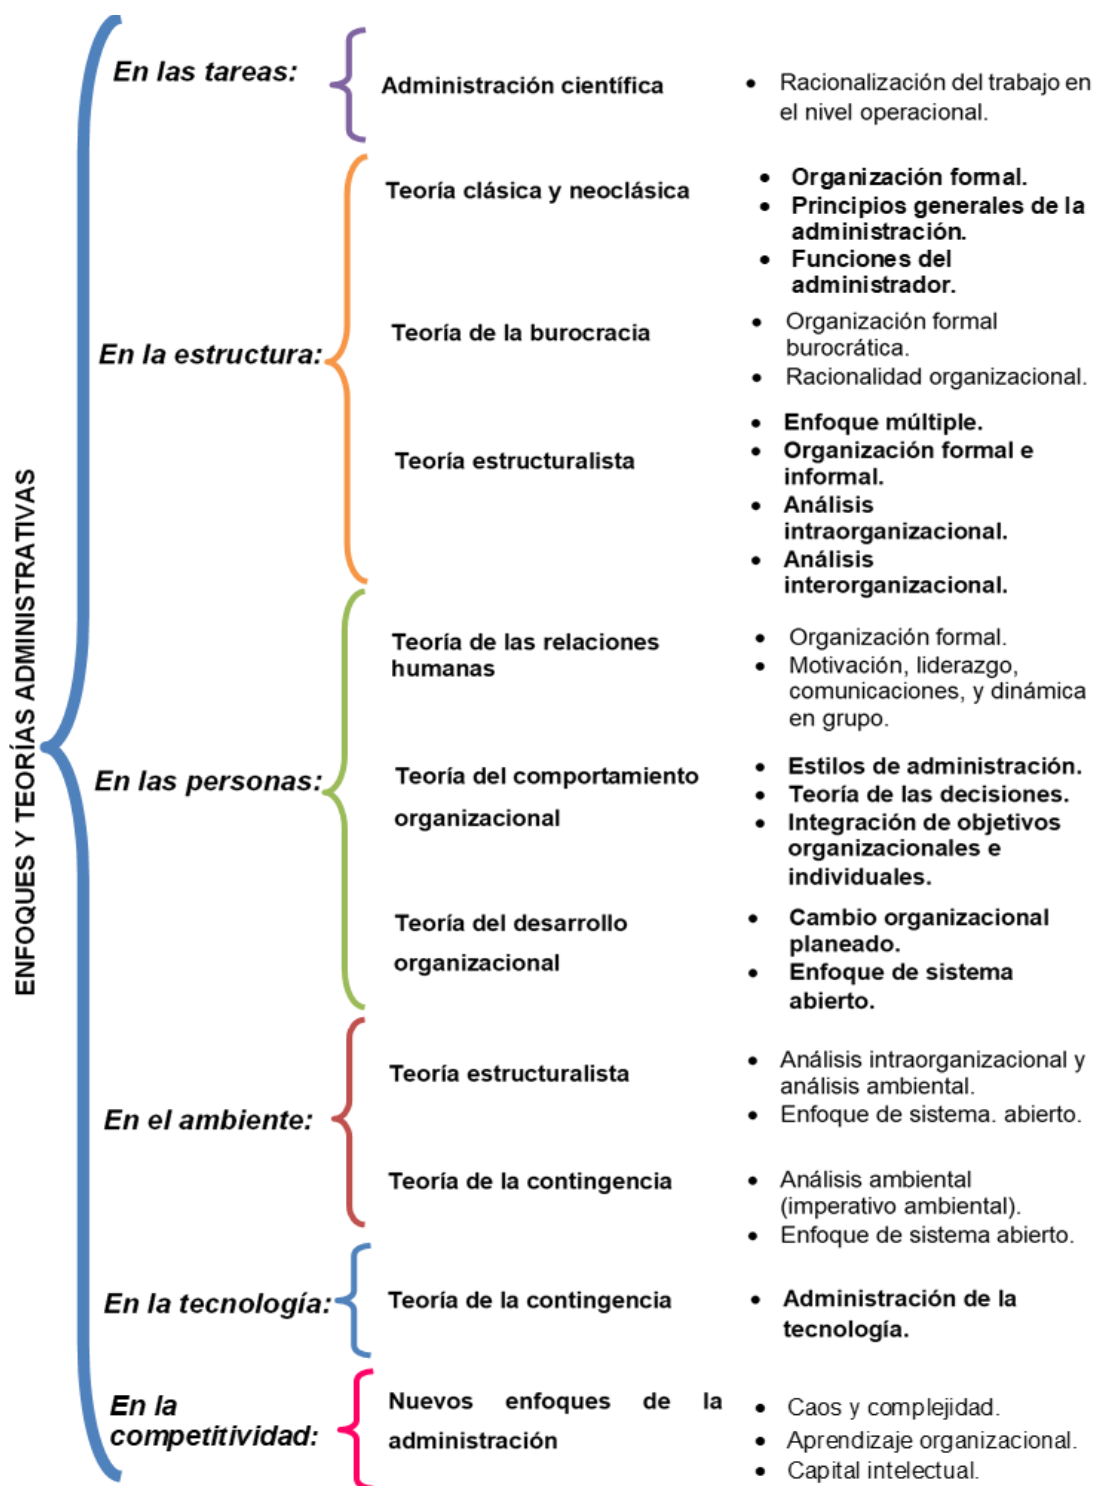 ENFOQUES Y TEORÍAS ADMINISTRATIVAS
En las tareas:
Administración científica
• Racionalización del trabajo en
el nivel operacional.
En la estructura:
Teoría clásica y neoclásica
• Organización formal.
• Principios generales de la
administración.
• Funciones del
administrador.
Teoría de la burocracia
• Organización formal
burocrática.
• Racionalidad organizacional.
Teoría estructuralista
• Enfoque múltiple.
• Organización formal e
informal.
• Análisis
intraorganizacional.
• Análisis
interorganizacional.
En las personas:
Teoría de las relaciones
humanas
• Organización formal.
• Motivación, liderazgo,
comunicaciones, y dinámica
en grupo.
Teoría del comportamiento
organizacional
• Estilos de administración.
• Teoría de las decisiones.
• Integración de objetivos
organizacionales e
individuales.
Teoría del desarrollo
organizacional
• Cambio organizacional
planeado.
• Enfoque de sistema
abierto.
En el ambiente:
Teoría estructuralista
• Análisis intraorganizacional y
análisis ambiental.
• Enfoque de sistema. abierto.
Teoría de la contingencia
• Análisis ambiental
(imperativo ambiental).
• Enfoque de sistema abierto.
En la tecnología:
Teoría de la contingencia
• Administración de la
tecnología.
En la
competitividad:
Nuevos enfoques de la
administración
• Caos y complejidad.
• Aprendizaje organizacional.
• Capital intelectual.